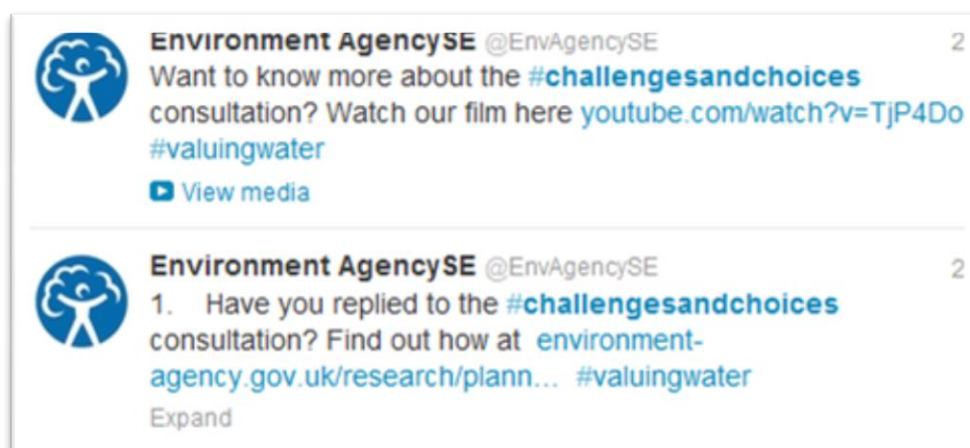 Environment AgencySE @EnvAgencySE 2
Want to know more about the #challengesandchoices
consultation? Watch our film here youtube.com/watch?v=TjP4Do
#valuingwater
View media
Environment AgencySE @EnvAgencySE 2
1. Have you replied to the #challengesandchoices
consultation? Find out how at environment-
agency.gov.uk/research/plann... #valuingwater
Expand